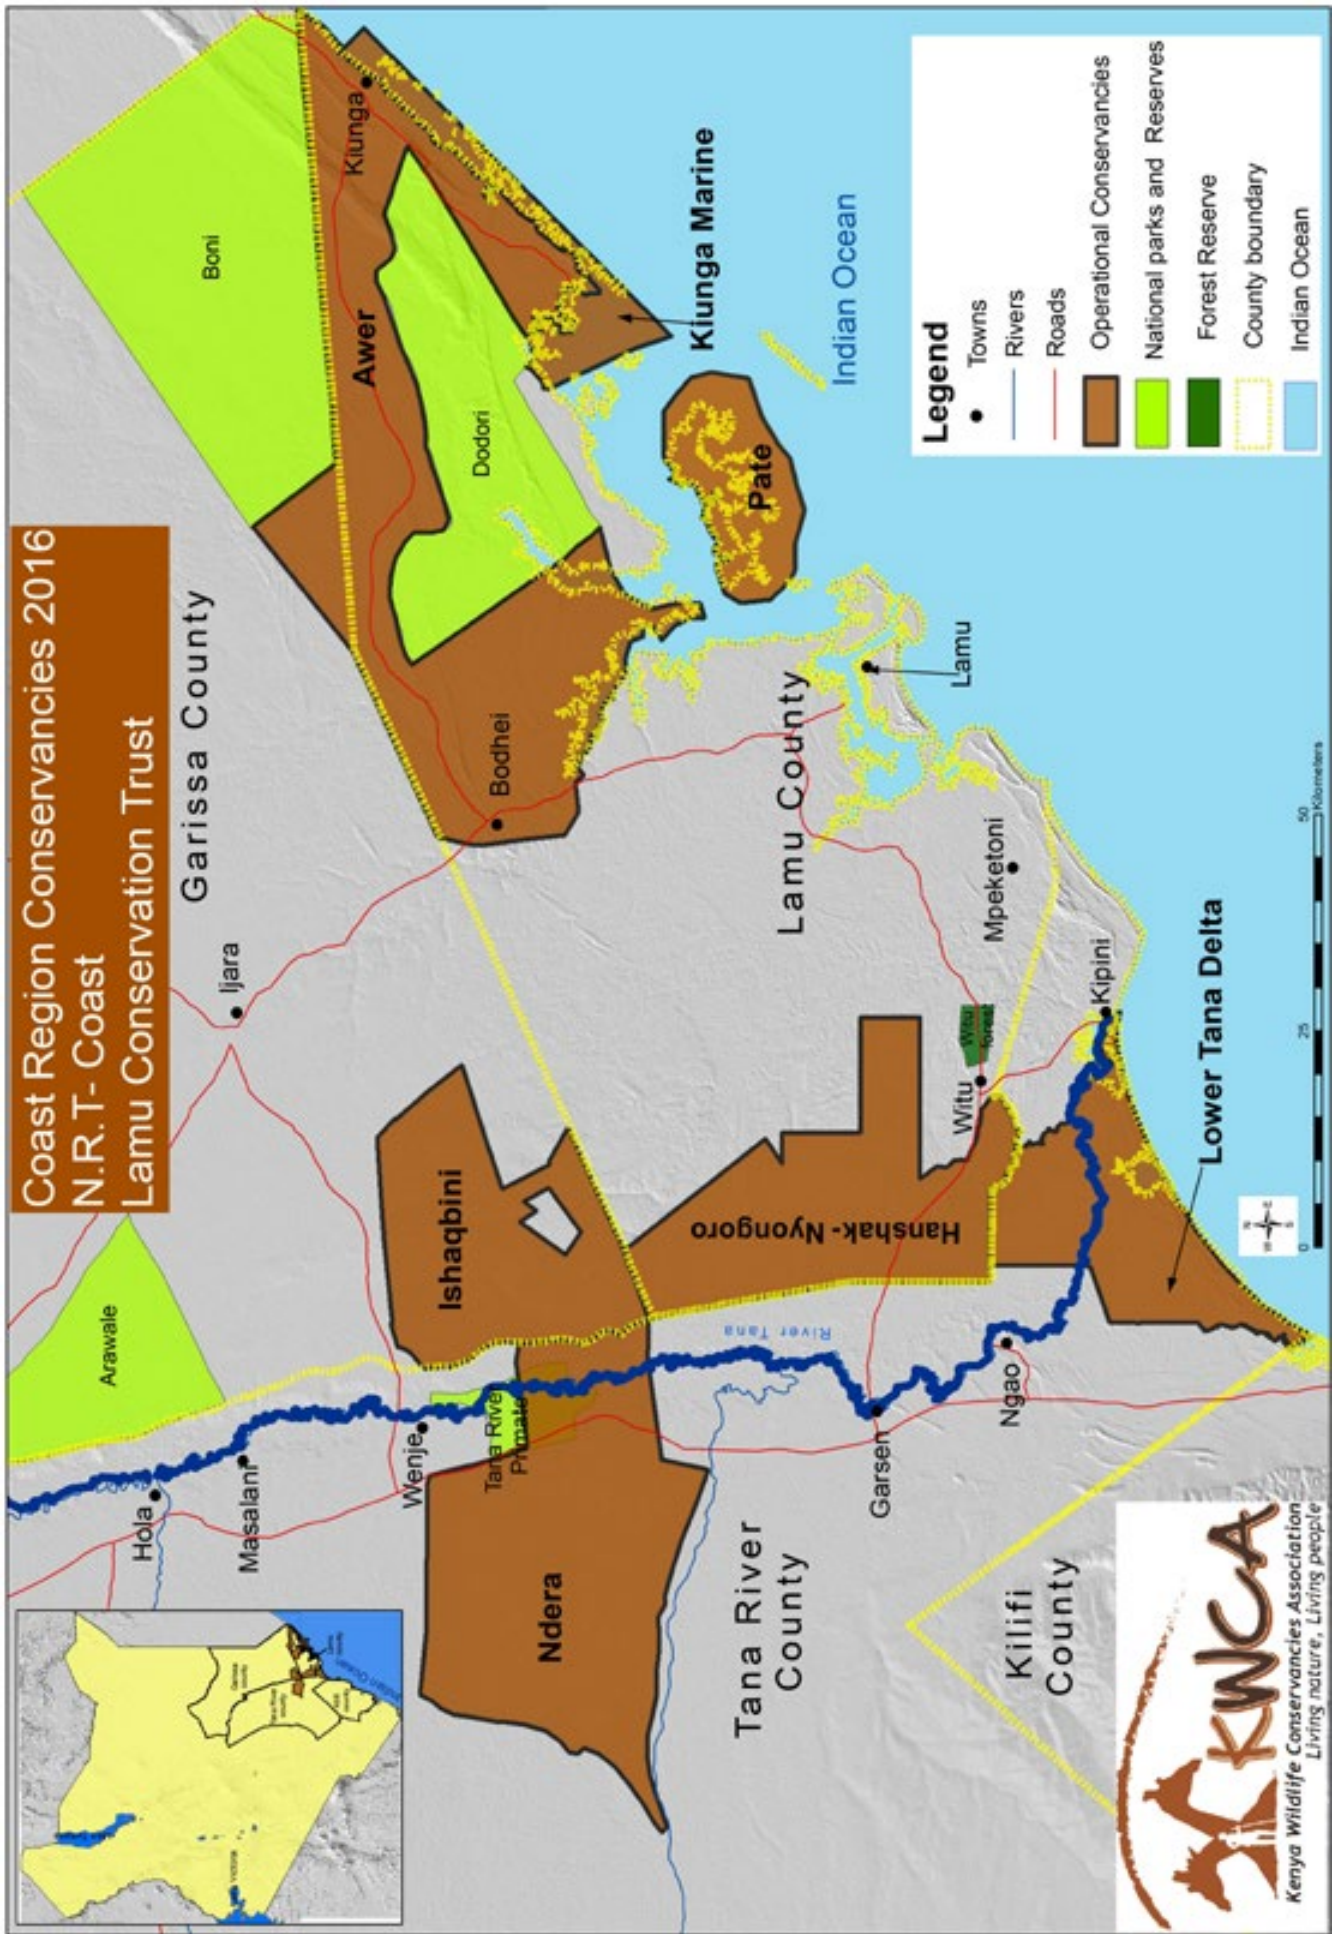 Coast Region Conservancies 2016
N.R.T- Coast
Lamu Conservation Trust
Garissa County
Boni
Kiunga
Awer
Dodori
Kiunga Marine
Indian Ocean
Pate
Bodhei
Lamu
Lamu County
Ijara
Arawale
Ishaqbini
Hola
Masalani
Wenje
Tana River
Primate
Ndera
River Tana
Hanshak- Nyongoro
Witu
forest
Witu
Mpeketoni
Kipini
Lower Tana Delta
Garsen
Ngao
Tana River
County
Kilifi
County
Legend
Towns
Rivers
Roads
Operational Conservancies
National parks and Reserves
Forest Reserve
County boundary
Indian Ocean
N
W
E
S
0
25
50
Kilometers
Indian Ocean
KWCA
Kenya Wildlife Conservancies Association
Living nature, Living people